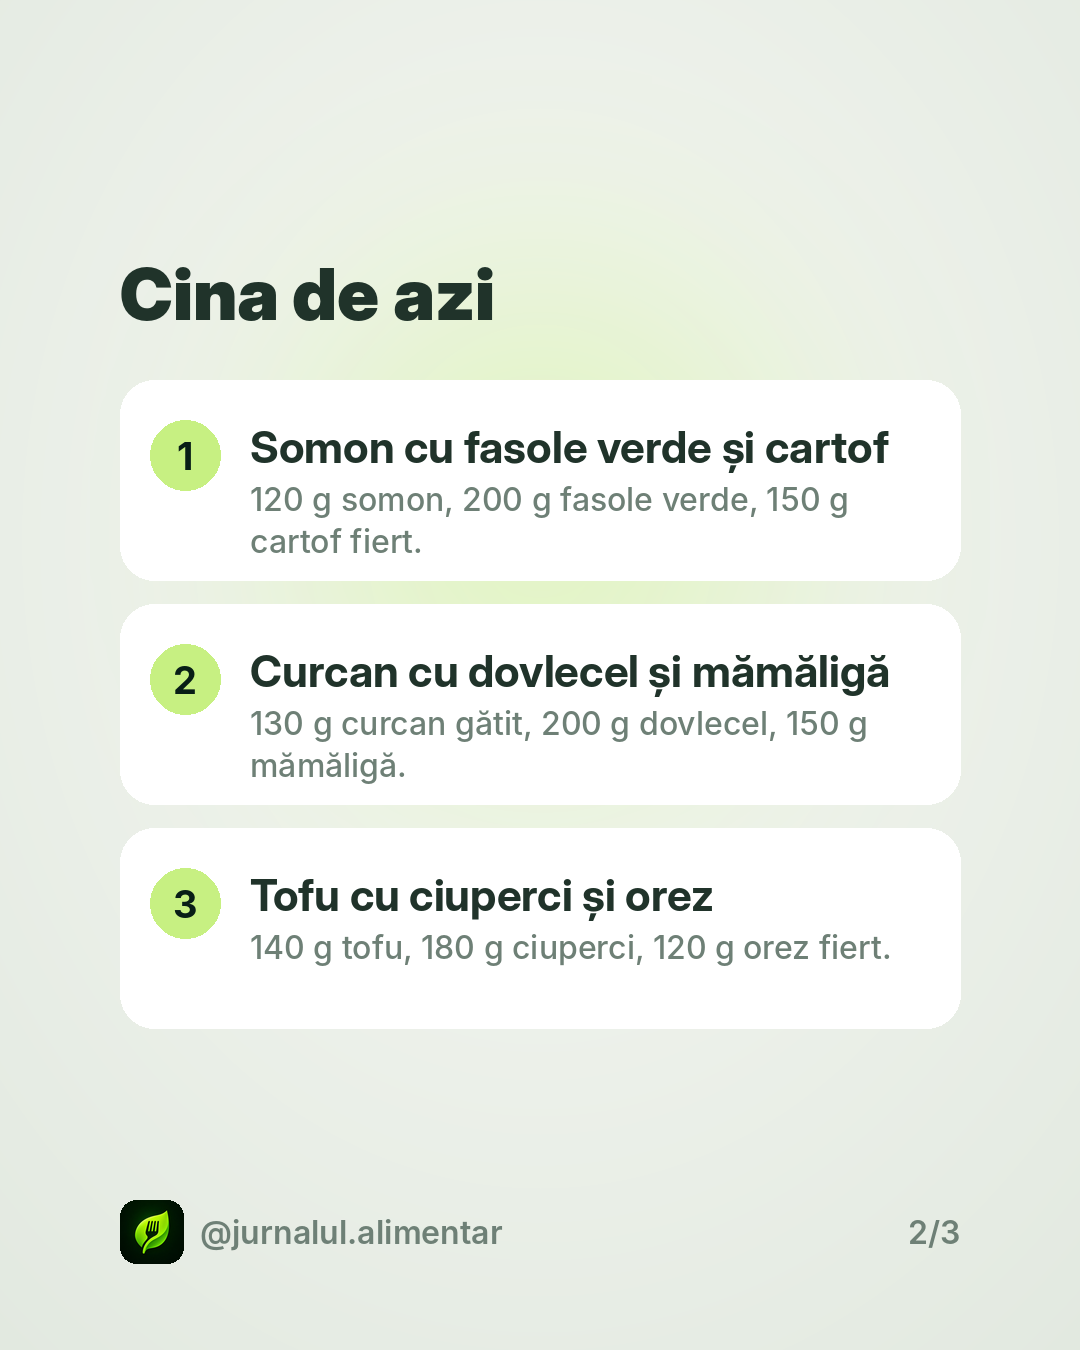 Cina de azi
1
Somon cu fasole verde și cartof
120 g somon, 200 g fasole verde, 150 g
cartof fiert.
2
Curcan cu dovlecel și mămăligă
130 g curcan gătit, 200 g dovlecel, 150 g
mămăligă.
3
Tofu cu ciuperci și orez
140 g tofu, 180 g ciuperci, 120 g orez fiert.
@jurnalul.alimentar
2/3